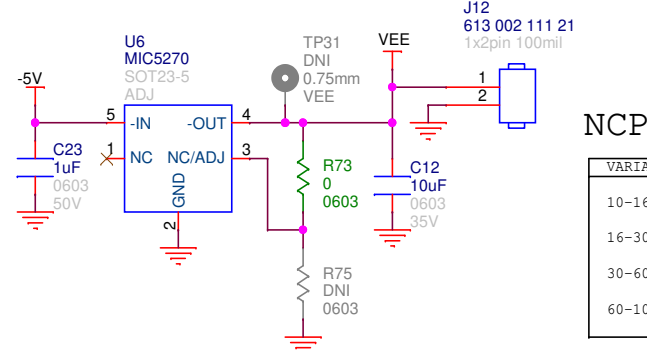 J12
613 002 111 21
1x2pin 100mil
1
2
U6
MIC5270
SOT23-5
ADJ
TP31
DNI
0.75mm
VEE
VEE
-5V
5
-IN
-OUT
4
1
NC
NC/ADJ
3
GND
2
C23
1uF
0603
50V
R73
0
0603
C12
10uF
0603
35V
R75
DNI
0603
NCP
VARIA
10-16
16-30
30-60
60-10